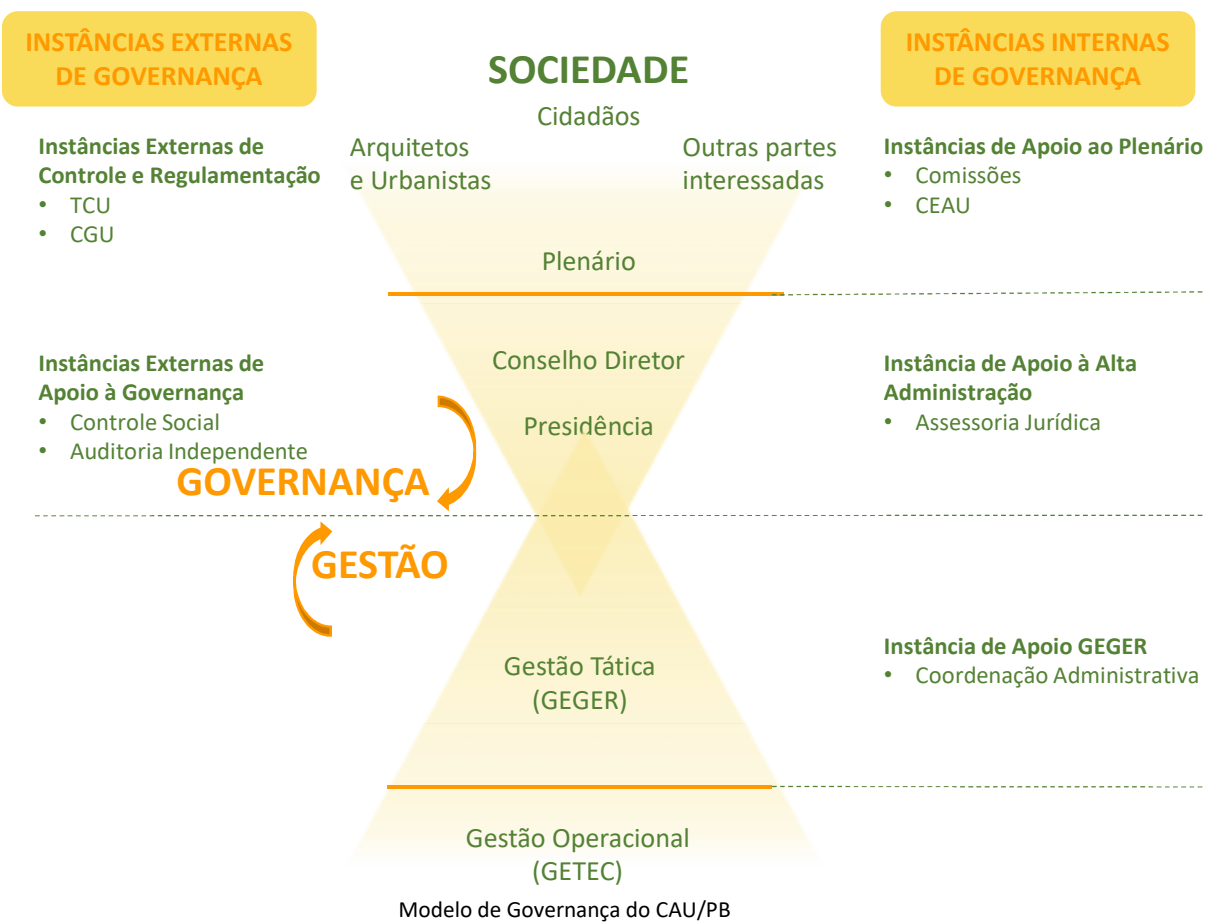 INSTÂNCIAS EXTERNAS
DE GOVERNANÇA
Instâncias Externas de
Controle e Regulamentação
• TCU
• CGU
Instâncias Externas de
Apoio à Governança
• Controle Social
• Auditoria Independente
GOVERNANÇA
GESTÃO
SOCIEDADE
Cidadãos
Arquitetos
e Urbanistas
Outras partes
interessadas
Plenário
Conselho Diretor
Presidência
Gestão Tática
(GEGER)
Gestão Operacional
(GETEC)
INSTÂNCIAS INTERNAS
DE GOVERNANÇA
Instâncias de Apoio ao Plenário
• Comissões
• CEAU
Instância de Apoio à Alta
Administração
• Assessoria Jurídica
Instância de Apoio GEGER
• Coordenação Administrativa
Modelo de Governança do CAU/PB